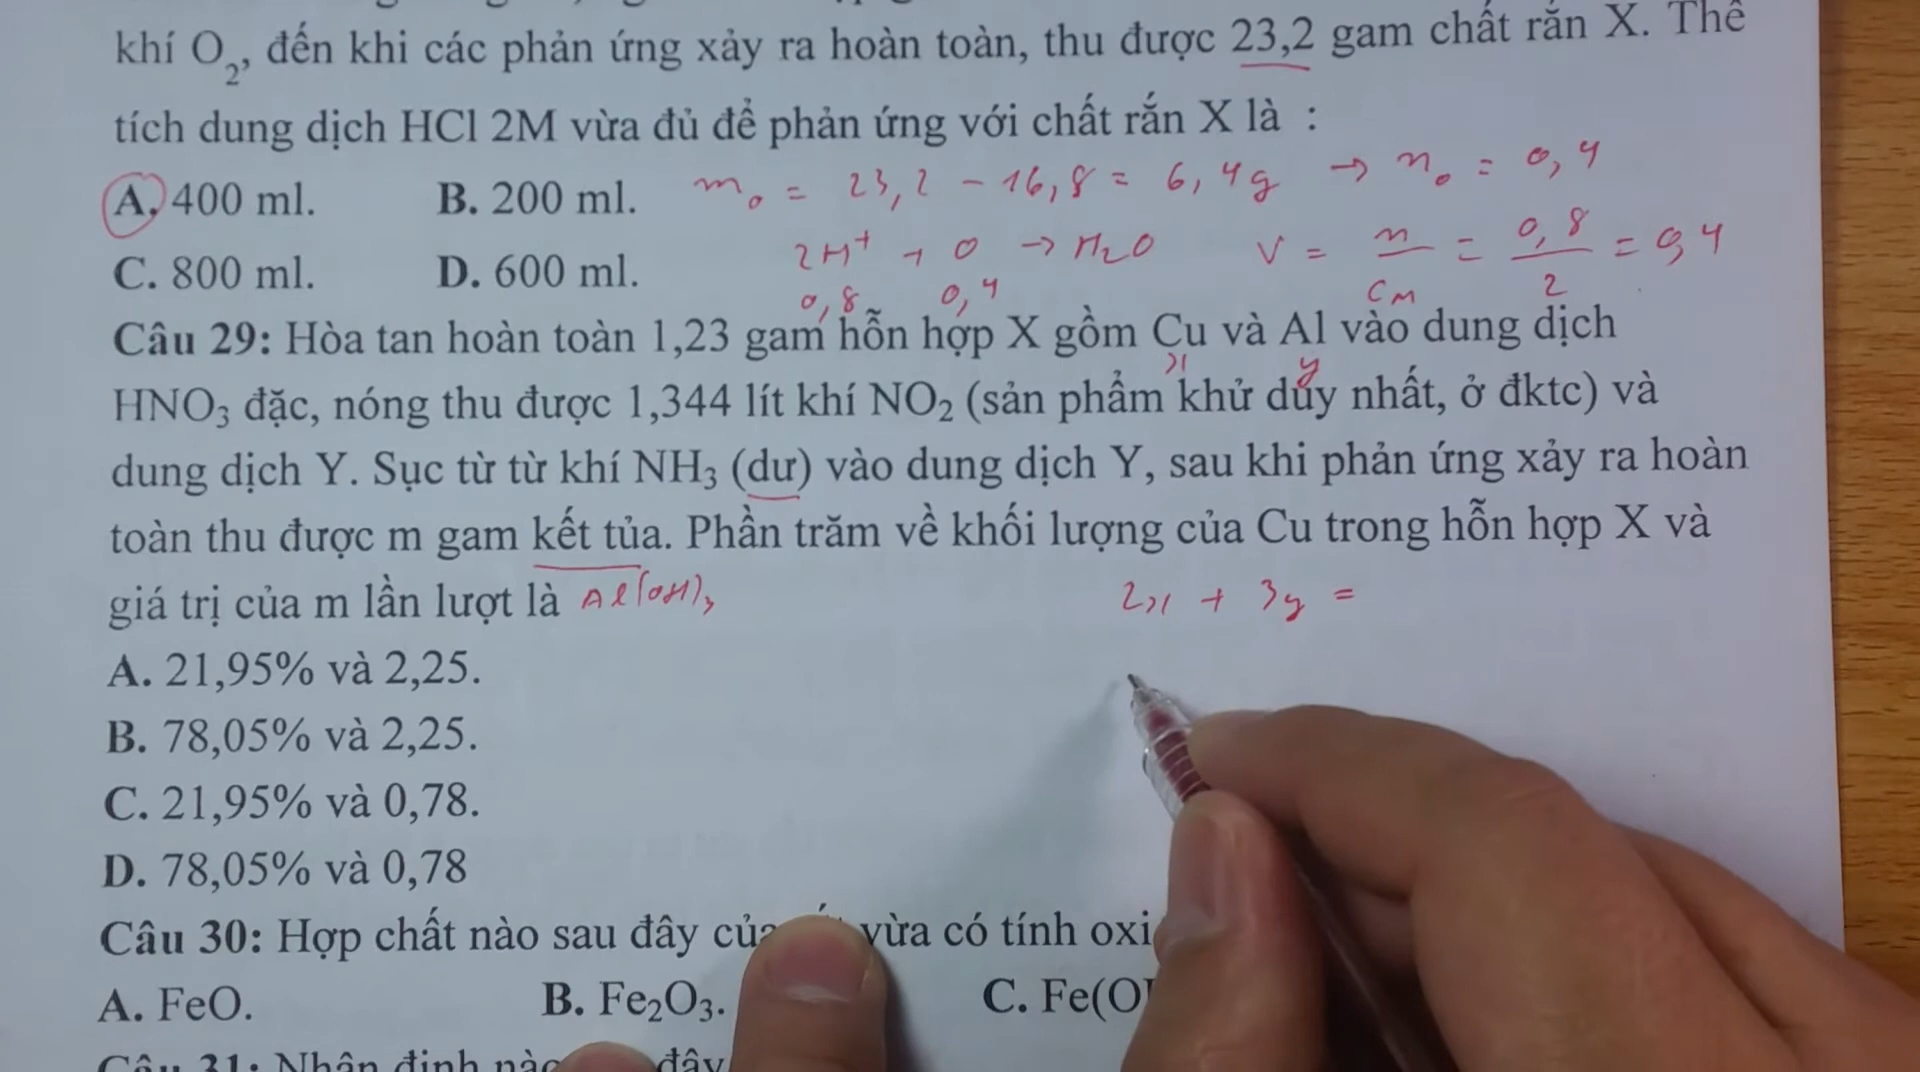 khí O₂, đến khi các phản ứng xảy ra hoàn toàn, thu được 23,2 gam chất rắn X. Thể
tích dung dịch HCl 2M vừa đủ để phản ứng với chất rắn X là :
A. 400 ml. B. 200 ml. m₀ = 23,2 - 16,8 = 6,4g → n₀ = 0,4
2H⁺ + O → H₂O V = n/CM = 0,8/2 = 0,4
C. 800 ml. D. 600 ml.
0,8 0,4
Câu 29: Hòa tan hoàn toàn 1,23 gam hỗn hợp X gồm Cu và Al vào dung dịch
x y
HNO₃ đặc, nóng thu được 1,344 lít khí NO₂ (sản phẩm khử duy nhất, ở đktc) và
dung dịch Y. Sục từ từ khí NH₃ (dư) vào dung dịch Y, sau khi phản ứng xảy ra hoàn
toàn thu được m gam kết tủa. Phần trăm về khối lượng của Cu trong hỗn hợp X và
giá trị của m lần lượt là Al(OH)₃ 2x + 3y =
A. 21,95% và 2,25.
B. 78,05% và 2,25.
C. 21,95% và 0,78.
D. 78,05% và 0,78
Câu 30: Hợp chất nào sau đây của vừa có tính oxi
A. FeO. B. Fe₂O₃. C. Fe(O
Câu 31: Nhận định nào đây